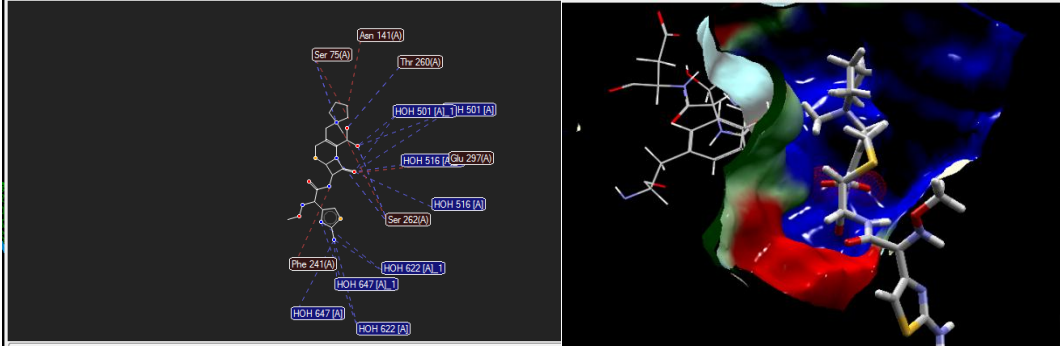 Asn 141(A)
Ser 75(A)
Thr 260(A)
HOH 501 [A]_1
H 501 [A]
HOH 516 [A
Glu 297(A)
HOH 516 [A]
Ser 262(A)
Phe 241(A)
HOH 622 [A]_1
HOH 647 [A]_1
HOH 647 [A]
HOH 622 [A]